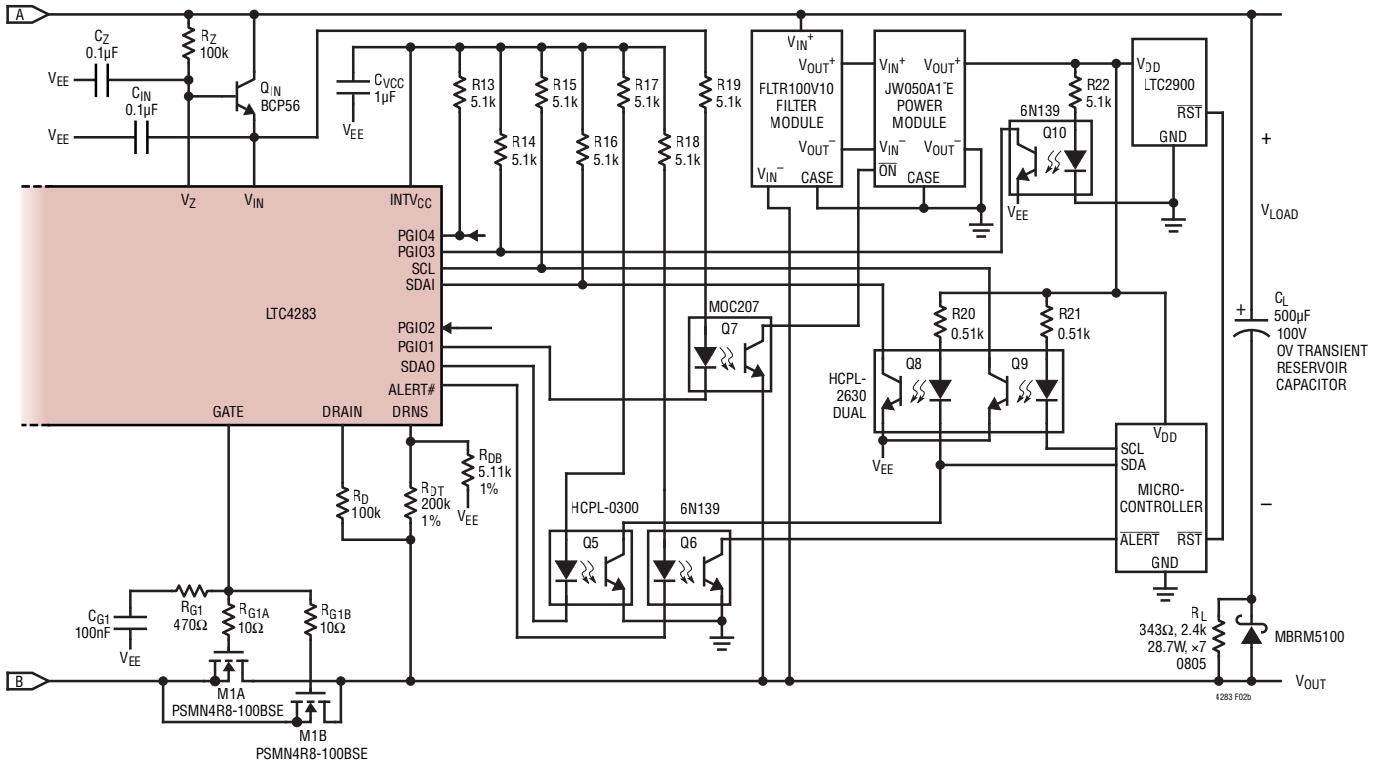 A
CZ
0.1µF
VEE
RZ
100k
CIN
0.1µF
VEE
QIN
BCP56
CVCC
1µF
VEE
R13
5.1k
R14
5.1k
R15
5.1k
R16
5.1k
R17
5.1k
R18
5.1k
R19
5.1k
VIN+
VOUT+
FLTR100V10
FILTER
MODULE
VOUT–
VIN–
CASE
VIN+
VOUT+
JW050A1E
POWER
MODULE
VIN–
VOUT–
ON
CASE
R22
5.1k
6N139
Q10
VEE
VDD
LTC2900
RST
GND
+
VLOAD
–
CL
500µF
100V
OV TRANSIENT
RESERVOIR
CAPACITOR
+
VZ
VIN
INTVCC
PGIO4
PGIO3
SCL
SDAI
LTC4283
PGIO2
PGIO1
SDAO
ALERT#
GATE
DRAIN
DRNS
MOC207
Q7
R20
0.51k
R21
0.51k
HCPL-
2630
DUAL
Q8
Q9
VEE
VDD
SCL
SDA
MICRO-
CONTROLLER
ALERT
RST
GND
RD
100k
RDT
200k
1%
RDB
5.11k
1%
VEE
HCPL-0300
Q5
6N139
Q6
CG1
100nF
VEE
RG1
470Ω
RG1A
10Ω
RG1B
10Ω
RL
343Ω, 2.4k
28.7W, ×7
0805
MBRM5100
B
M1A
PSMN4R8-100BSE
M1B
PSMN4R8-100BSE
VOUT
4283 F02b